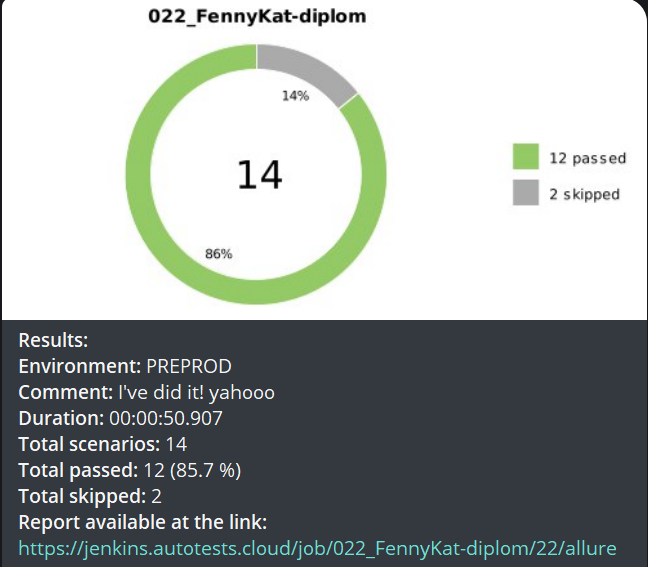 022_FennyKat-diplom
14%
14
86%
12 passed
2 skipped
Results:
Environment: PREPROD
Comment: I've did it! yahooo
Duration: 00:00:50.907
Total scenarios: 14
Total passed: 12 (85.7 %)
Total skipped: 2
Report available at the link:
https://jenkins.autotests.cloud/job/022_FennyKat-diplom/22/allure